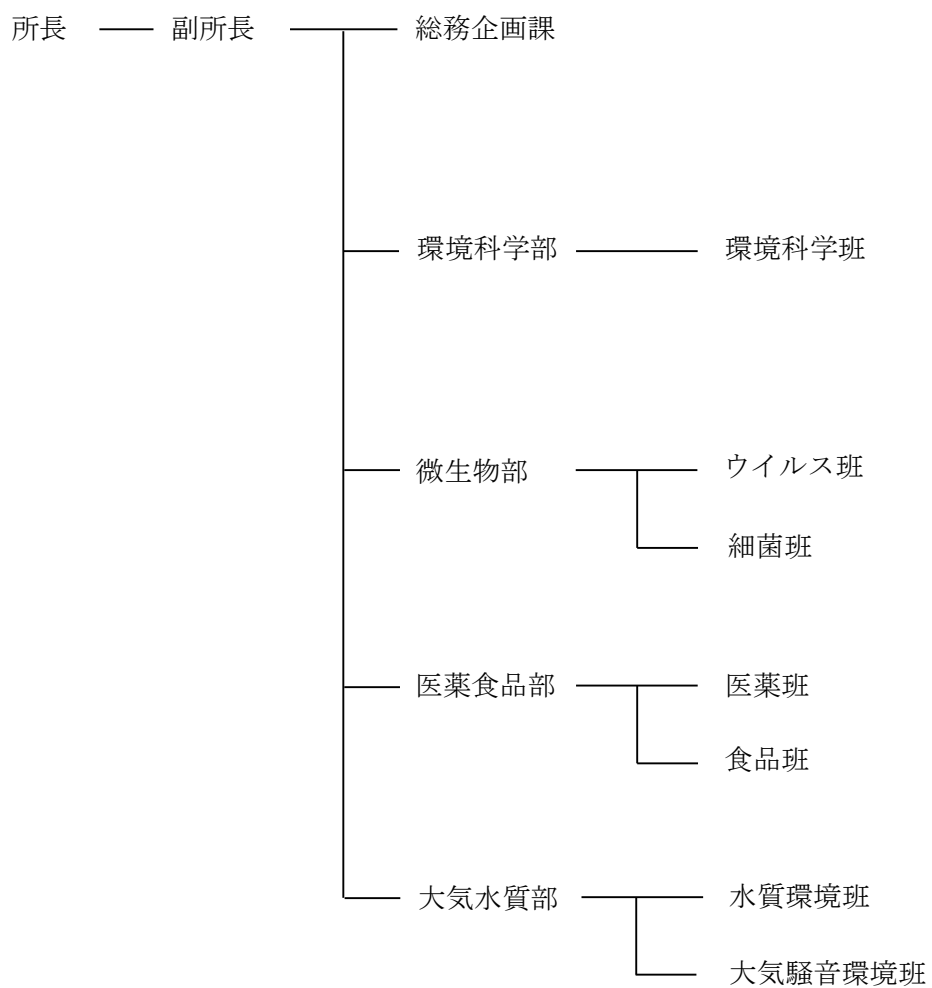 所長 副所長 総務企画課
環境科学部 環境科学班
微生物部 ウイルス班
細菌班
医薬食品部 医薬班
食品班
大気水質部 水質環境班
大気騒音環境班